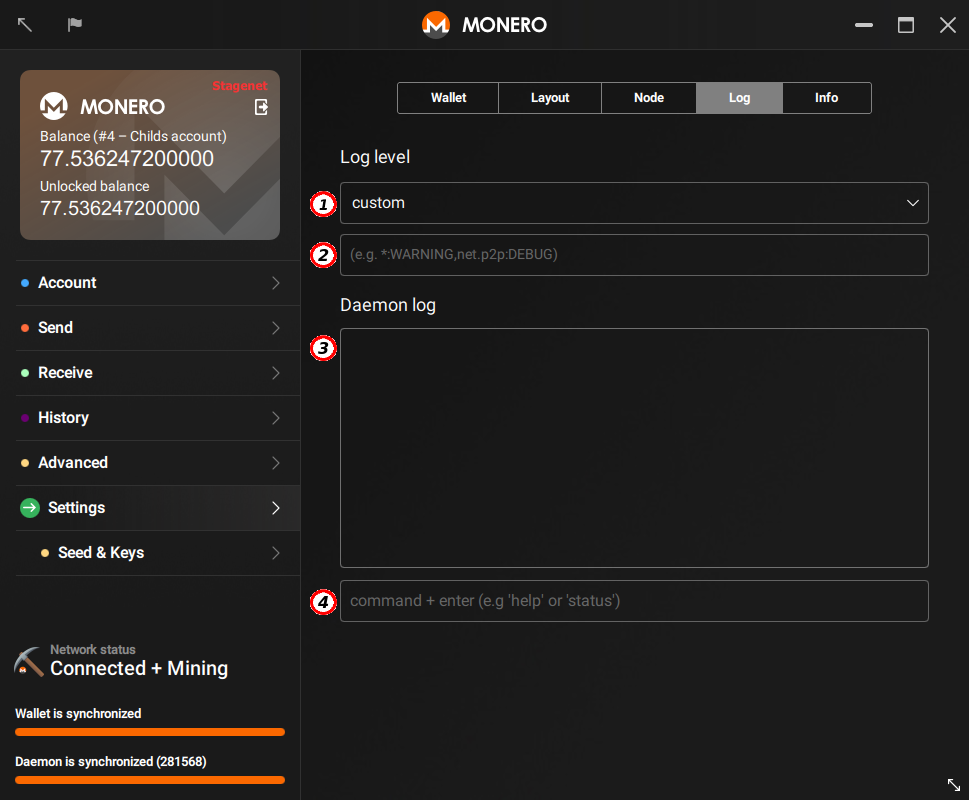 MONERO
Stagenet
MONERO
Balance (#4 – Childs account)
77.536247200000
Unlocked balance
77.536247200000
Account
Send
Receive
History
Advanced
Settings
Seed & Keys
Network status
Connected + Mining
Wallet is synchronized
Daemon is synchronized (281568)
Wallet Layout Node Log Info
Log level
1 custom
2 (e.g. *:WARNING,net.p2p:DEBUG)
Daemon log
3
4 command + enter (e.g 'help' or 'status')